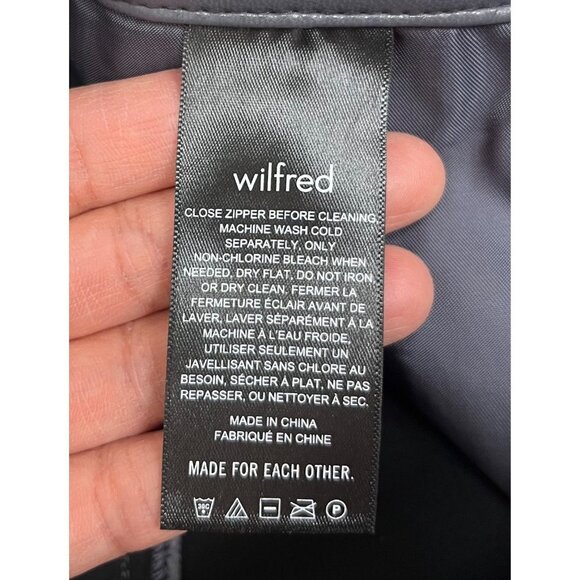 wilfred
CLOSE ZIPPER BEFORE CLEANING,
MACHINE WASH COLD
SEPARATELY, ONLY
NON-CHLORINE BLEACH WHEN
NEEDED, DRY FLAT, DO NOT IRON
OR DRY CLEAN. FERMER LA
FERMETURE ÉCLAIR AVANT DE
LAVER, LAVER SÉPARÉMENT À LA
MACHINE À L'EAU FROIDE,
UTILISER SEULEMENT UN
JAVELLISANT SANS CHLORE AU
BESOIN, SÉCHER À PLAT, NE PAS
REPASSER, OU NETTOYER À SEC.
MADE IN CHINA
FABRIQUÉ EN CHINE
MADE FOR EACH OTHER.
30C P